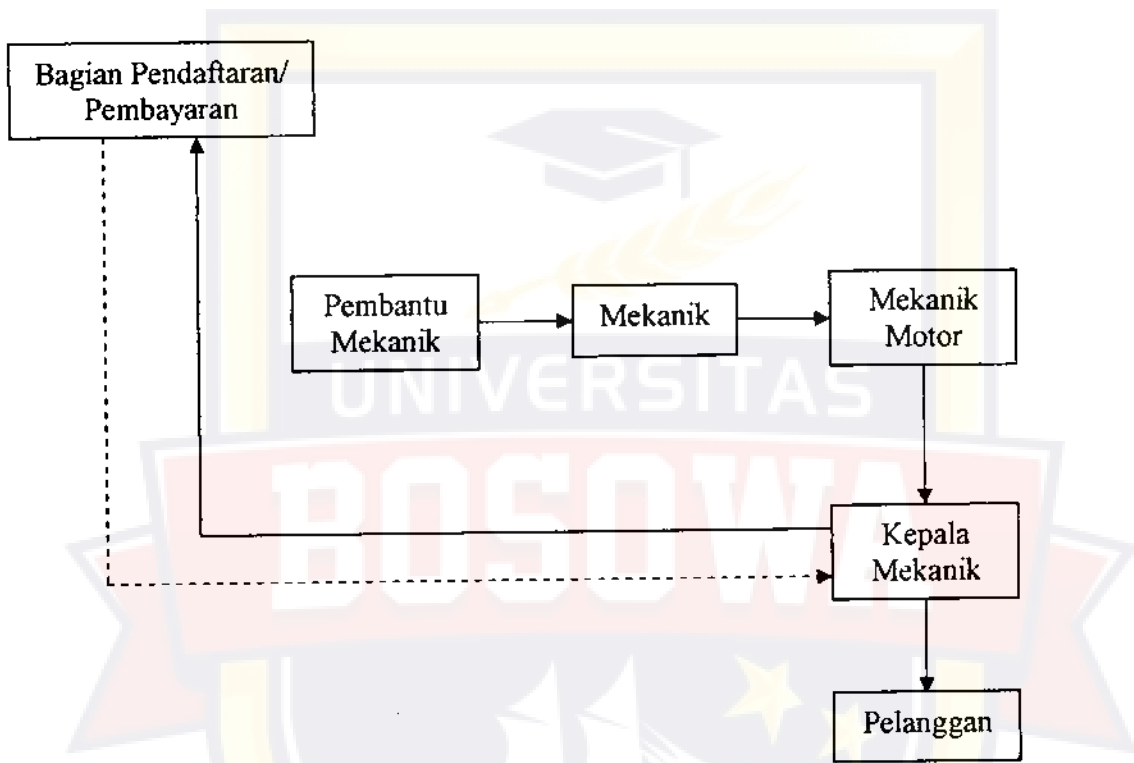 Bagian Pendaftaran/
Pembayaran
Pembantu
Mekanik
Mekanik
Mekanik
Motor
UNIVERSITAS
BOSOWA
Kepala
Mekanik
Pelanggan